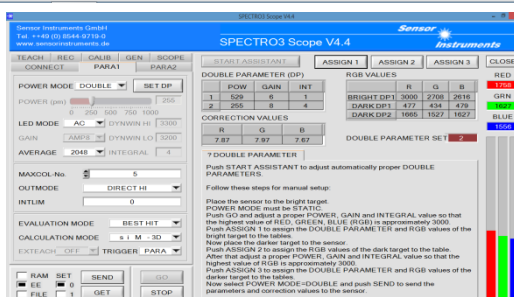 SPECTRO3 Scope V4.4
Sensor Instruments GmbH
Tel. ++49 (0) 8544-9719-0
www.sensorinstruments.de
SPECTRO3 Scope V4.4
Sensor
Instruments
TEACH REC CALIB GEN SCOPE
CONNECT PARA1 PARA2
START ASSISTANT ASSIGN 1 ASSIGN 2 ASSIGN 3 CLOSE
POWER MODE DOUBLE SET DP
POWER (pm) 255
0 250 500 750 1000
LED MODE AC DYNWIN HI 3300
GAIN AMP8 DYNWIN LO 3200
AVERAGE 2048 INTEGRAL 4
MAXCOL-No. 5
OUTMODE DIRECT HI
INTLIM 0
EVALUATION MODE BEST HIT
CALCULATION MODE s i M - 3D
EXTEACH OFF TRIGGER PARA
RAM SET SEND GO
EE 0
FILE 1 GET STOP
DOUBLE PARAMETER (DP)
POW GAIN INT
1 529 6 1
2 255 8 4
CORRECTION VALUES
R G B
7.87 7.97 7.67
RGB VALUES
R G B
BRIGHT DP1 3000 2708 2616
DARK DP1 477 434 479
DARK DP2 1665 1527 1627
DOUBLE PARAMETER SET 2
RED
1756
GRN
1627
BLUE
1556
? DOUBLE PARAMETER
Push START ASSISTANT to adjust automatically proper DOUBLE
PARAMETERS.
Follow these steps for manual setup:
Place the sensor to the bright target.
POWER MODE must be STATIC.
Push GO and adjust a proper POWER, GAIN and INTEGRAL value so that
the highest value of RED, GREEN, BLUE (RGB) is approximately 3000.
Push ASSIGN 1 to assign the DOUBLE PARAMETER and RGB values of the
bright target to the tables.
Now place the darker target to the sensor.
Push ASSIGN 2 to assign the RGB values of the dark target to the table.
After that adjust a proper POWER, GAIN and INTEGRAL value so that the
highest value of RGB is approximately 3000.
Push ASSIGN 3 to assign the DOUBLE PARAMETER and RGB values of the
darker target to the tables.
Now select POWER MODE=DOUBLE and push SEND to send the
parameters and correction values to the sensor.